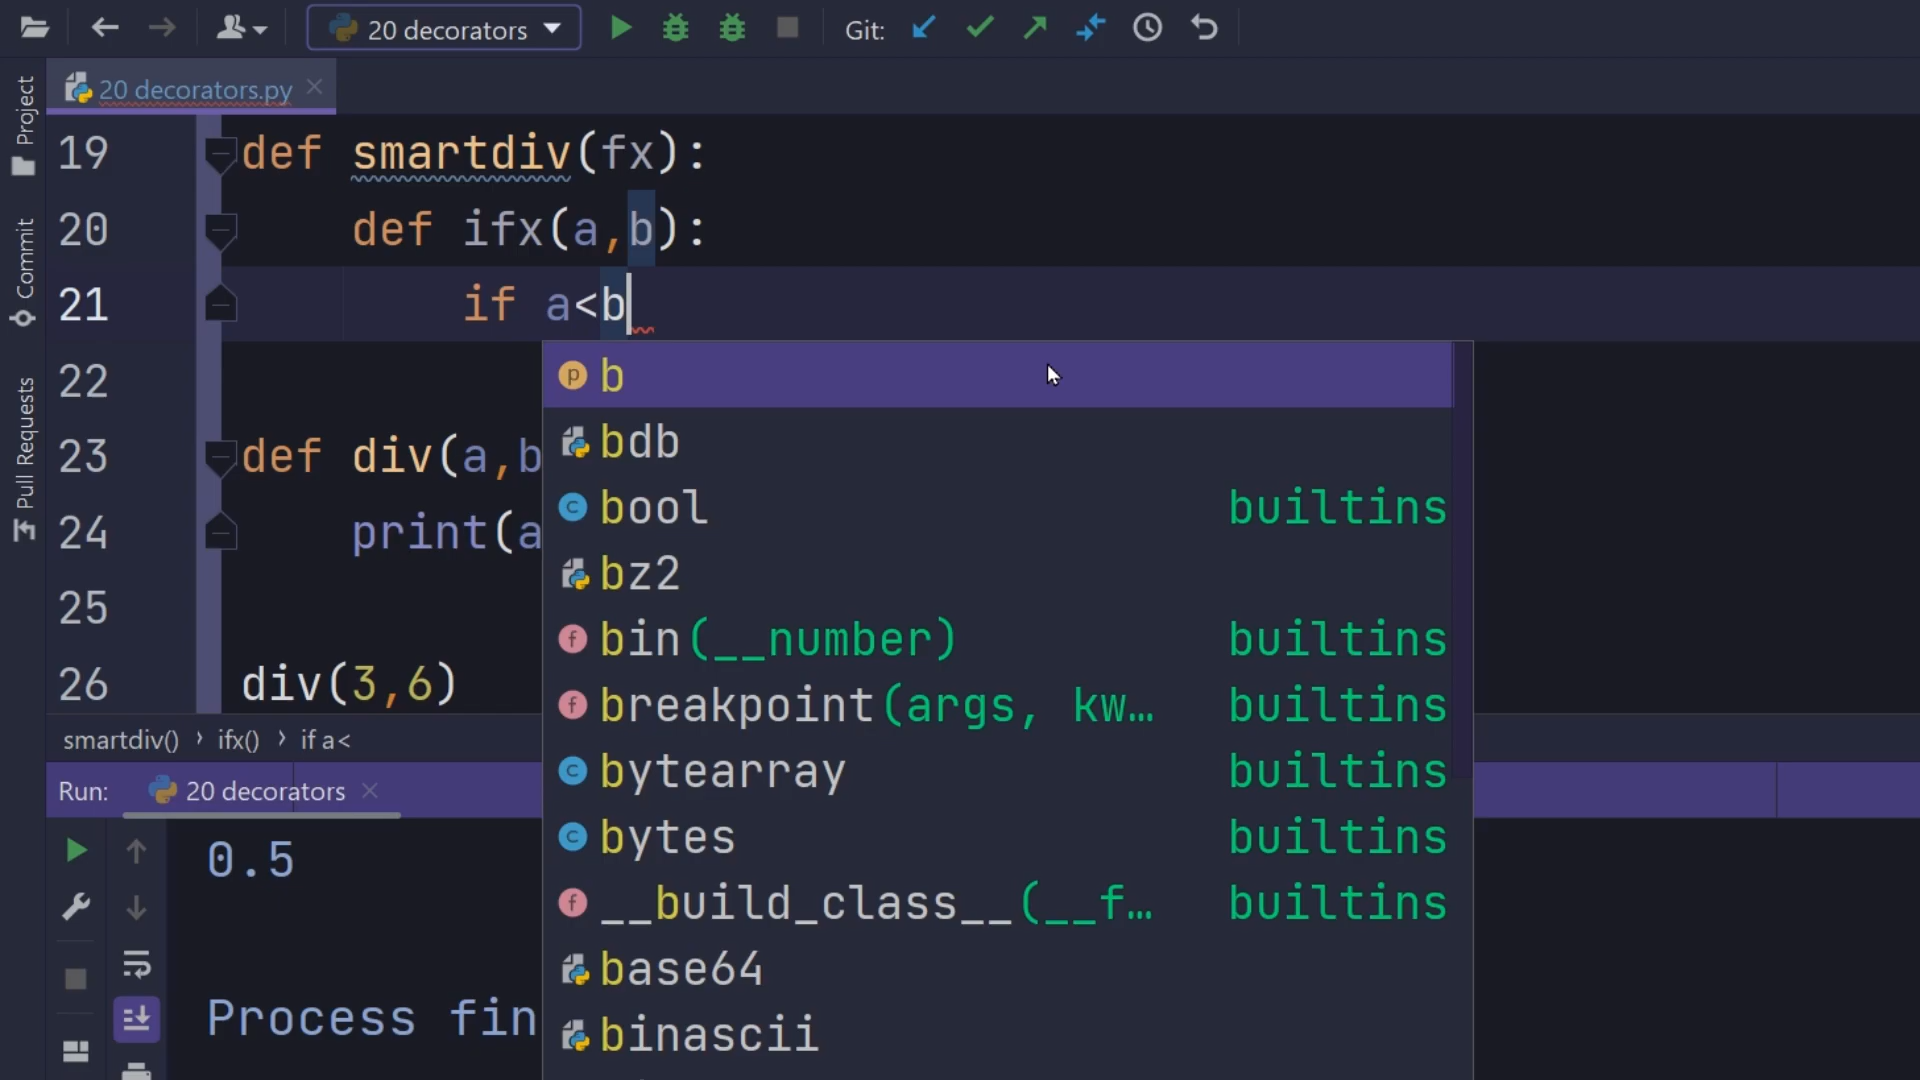 20 decorators
Git:
20 decorators.py
Project
Commit
Pull Requests
19 def smartdiv(fx):
20 def ifx(a,b):
21 if a<b
22
23 def div(a,b
24 print(a
25
26 div(3,6)
b
bdb
bool builtins
bz2
bin(__number) builtins
breakpoint(args, kw… builtins
bytearray builtins
bytes builtins
__build_class__(__f… builtins
base64
binascii
smartdiv() › ifx() › if a<
Run: 20 decorators
0.5
Process fin